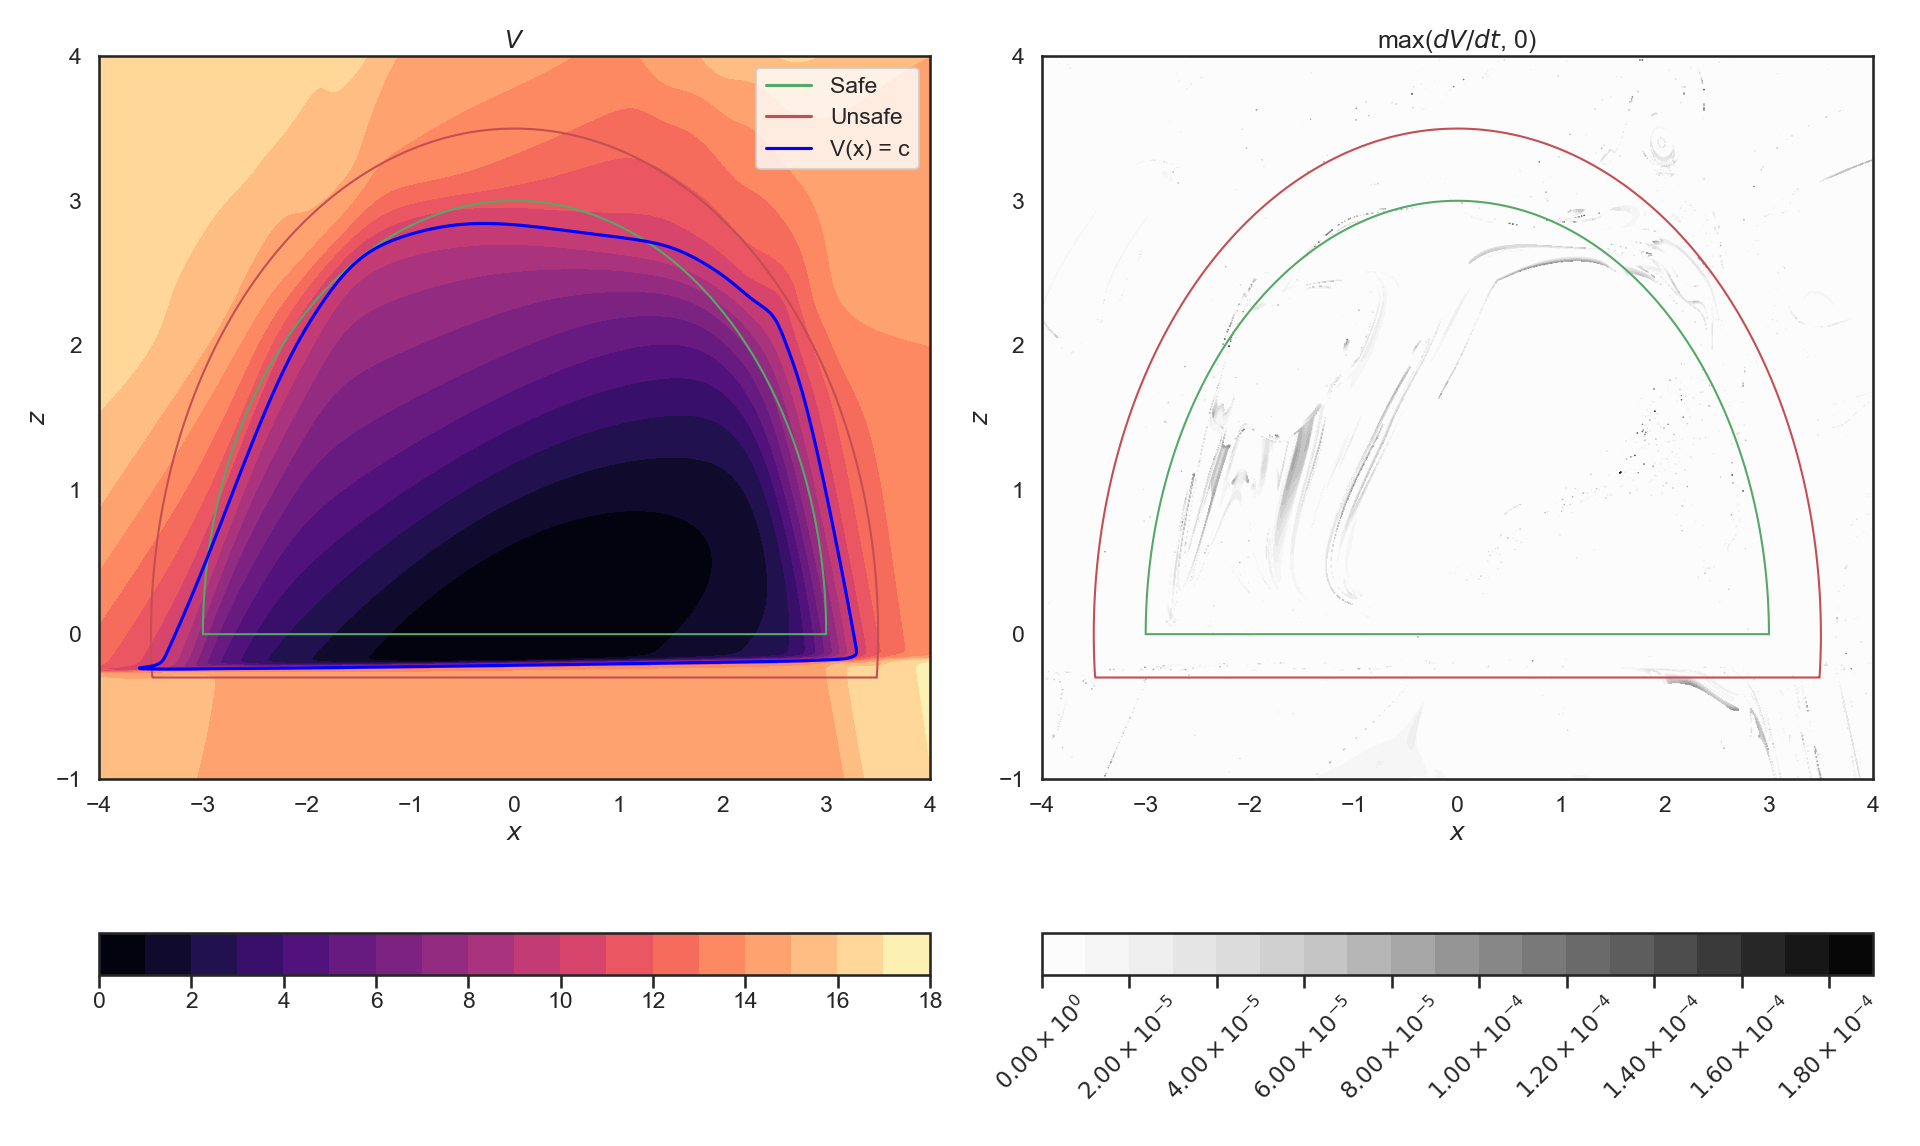 V
Safe
Unsafe
V(x) = c
4
3
2
1
0
−1
z
−4 −3 −2 −1 0 1 2 3 4
x
0 2 4 6 8 10 12 14 16 18
max(dV/dt, 0)
4
3
2
1
0
−1
z
−4 −3 −2 −1 0 1 2 3 4
x
0.00 × 10⁰
2.00 × 10⁻⁵
4.00 × 10⁻⁵
6.00 × 10⁻⁵
8.00 × 10⁻⁵
1.00 × 10⁻⁴
1.20 × 10⁻⁴
1.40 × 10⁻⁴
1.60 × 10⁻⁴
1.80 × 10⁻⁴